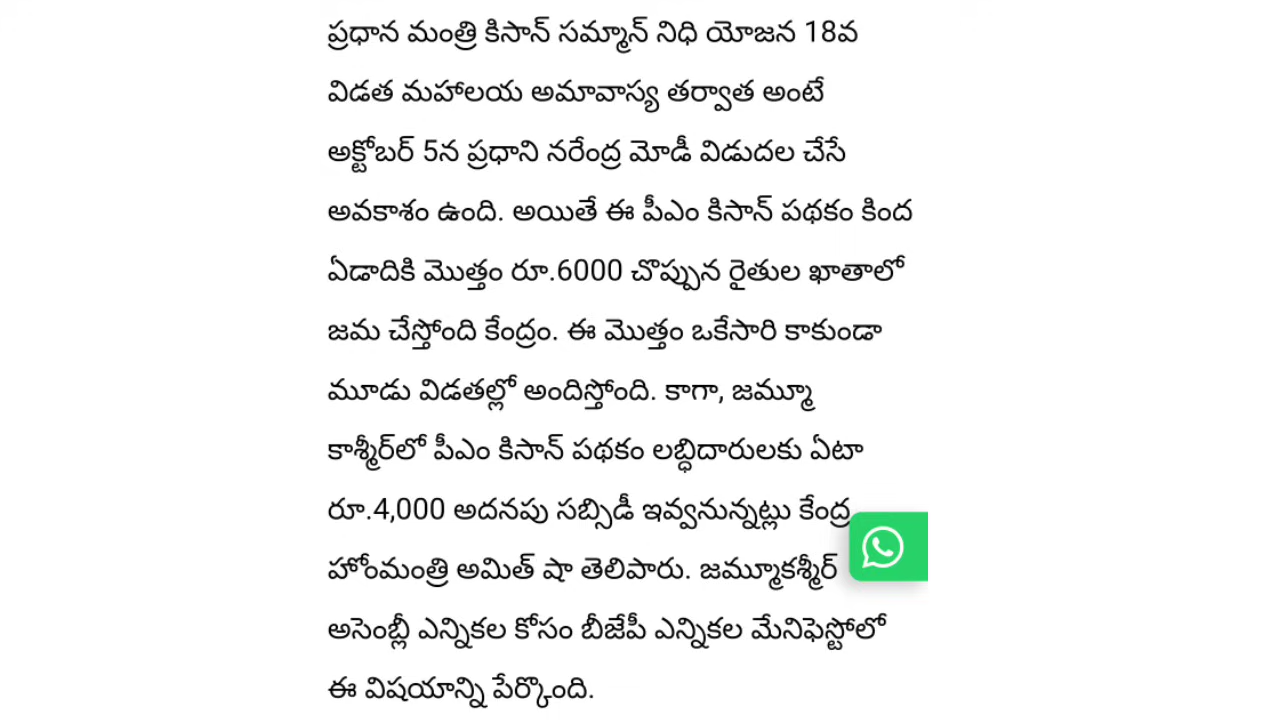 ప్రధాన మంత్రి కిసాన్ సమ్మాన్ నిధి యోజన 18వ
విడత మహాలయ అమావాస్య తర్వాత అంటే
అక్టోబర్ 5న ప్రధాని నరేంద్ర మోడీ విడుదల చేసే
అవకాశం ఉంది. అయితే ఈ పీఎం కిసాన్ పథకం కింద
ఏడాదికి మొత్తం రూ.6000 చొప్పున రైతుల ఖాతాలో
జమ చేస్తోంది కేంద్రం. ఈ మొత్తం ఒకేసారి కాకుండా
మూడు విడతల్లో అందిస్తోంది. కాగా, జమ్మూ
కాశ్మీర్‌లో పీఎం కిసాన్ పథకం లబ్ధిదారులకు ఏటా
రూ.4,000 అదనపు సబ్సిడీ ఇవ్వనున్నట్లు కేంద్ర
హోంమంత్రి అమిత్ షా తెలిపారు. జమ్మూకశ్మీర్
అసెంబ్లీ ఎన్నికల కోసం బీజేపీ ఎన్నికల మేనిఫెస్టోలో
ఈ విషయాన్ని పేర్కొంది.